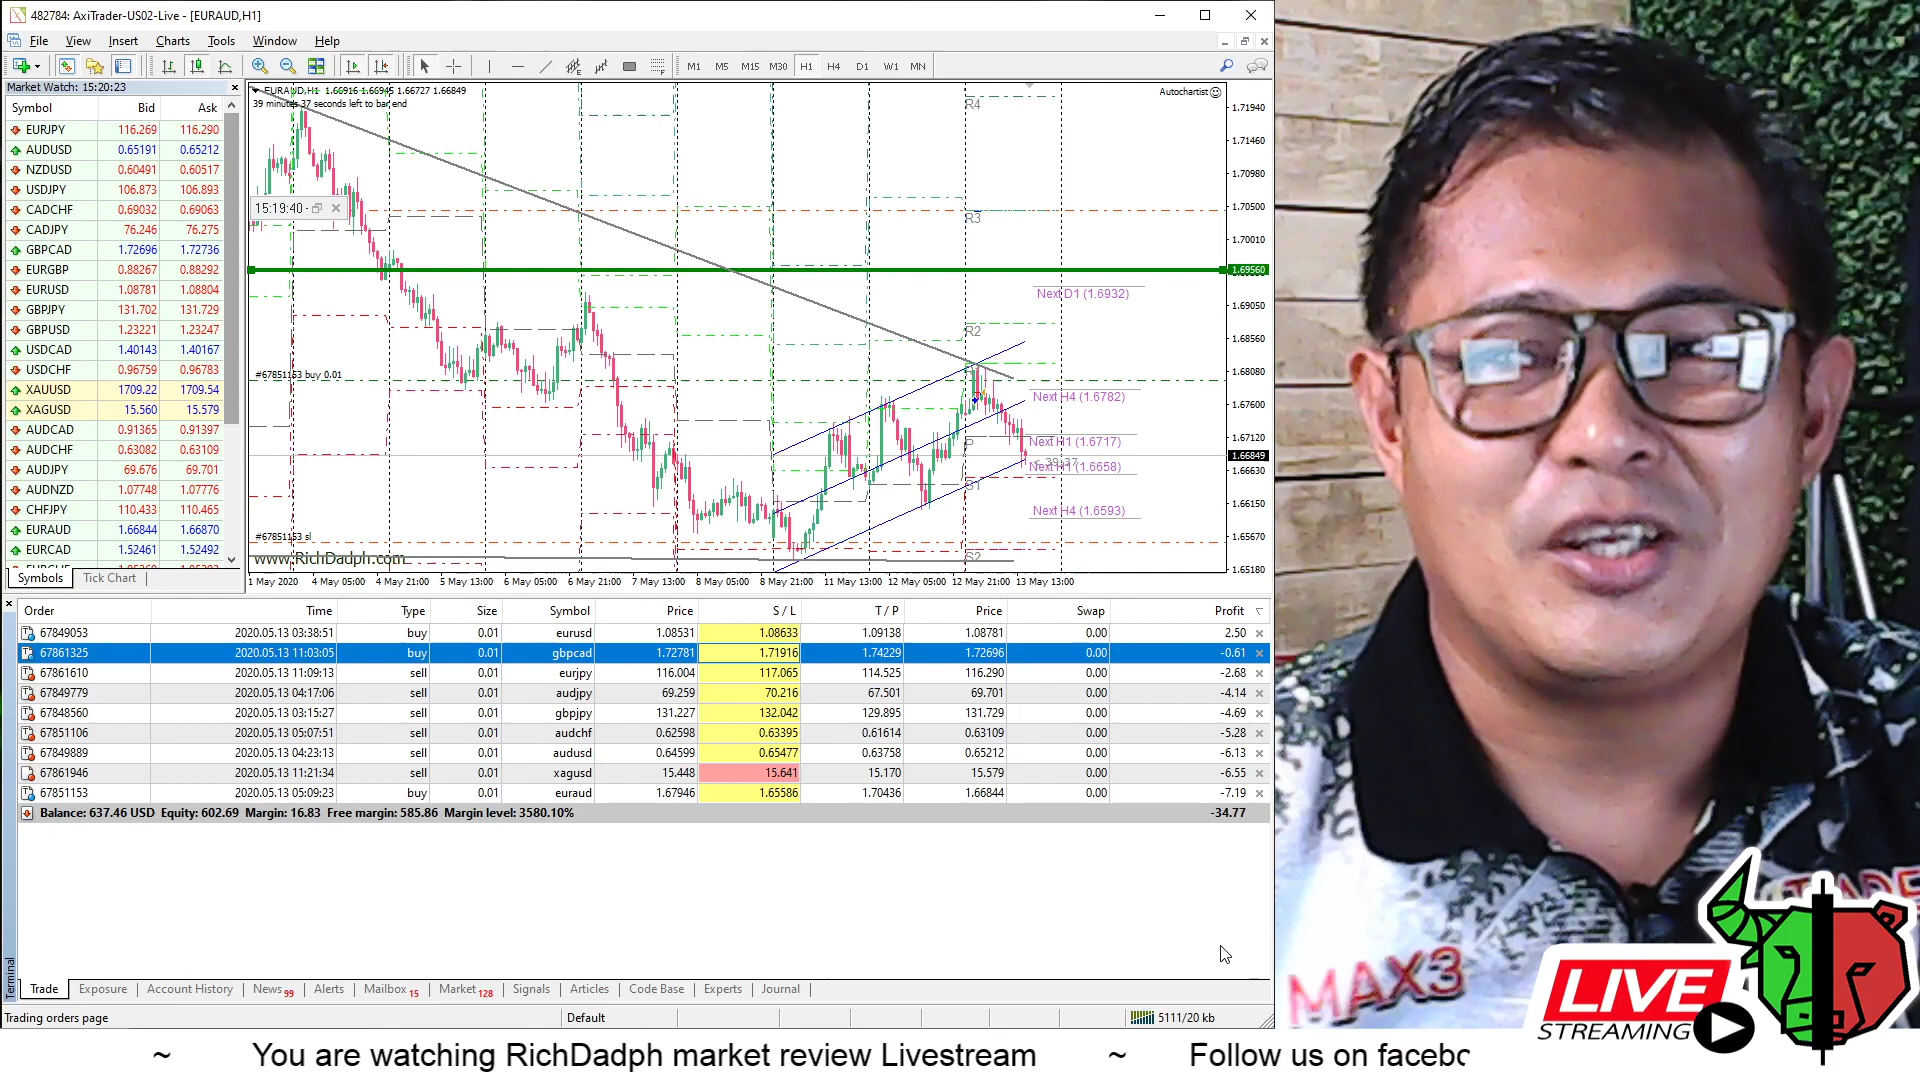 482784: AxiTrader-US02-Live - [EURAUD,H1]
File View Insert Charts Tools Window Help
M1 M5 M15 M30 H1 H4 D1 W1 MN
Market Watch: 15:20:23
Symbol Bid Ask
EURJPY 116.269 116.290
AUDUSD 0.65191 0.65212
NZDUSD 0.60491 0.60517
USDJPY 106.873 106.893
CADCHF 0.69032 0.69063
CADJPY 76.246 76.275
GBPCAD 1.72696 1.72736
EURGBP 0.88267 0.88292
EURUSD 1.08781 1.08804
GBPJPY 131.702 131.729
GBPUSD 1.23221 1.23247
USDCAD 1.40143 1.40167
USDCHF 0.96759 0.96783
XAUUSD 1709.22 1709.54
XAGUSD 15.560 15.579
AUDCAD 0.91365 0.91397
AUDCHF 0.63082 0.63109
AUDJPY 69.676 69.701
AUDNZD 1.07748 1.07776
CHFJPY 110.433 110.465
EURAUD 1.66844 1.66870
EURCAD 1.52461 1.52492
Symbols Tick Chart
EURAUD,H1 1.66916 1.66945 1.66727 1.66849
39 minutes 37 seconds left to bar end
Autochartist
15:19:40
R4
R3
R2
P
S1
S2
Next D1 (1.6932)
Next H4 (1.6782)
Next H1 (1.6717)
< 39:37
Next H1 (1.6658)
Next H4 (1.6593)
#67851153 buy 0.01
#67851153 sl
www.RichDadph.com
1.71940
1.71460
1.70980
1.70500
1.70010
1.69560
1.69050
1.68560
1.68080
1.67600
1.67120
1.66849
1.66630
1.66150
1.65670
1.65180
1 May 2020 4 May 05:00 4 May 21:00 5 May 13:00 6 May 05:00 6 May 21:00 7 May 13:00 8 May 05:00 8 May 21:00 11 May 13:00 12 May 05:00 12 May 21:00 13 May 13:00
Order Time Type Size Symbol Price S / L T / P Price Swap Profit
67849053 2020.05.13 03:38:51 buy 0.01 eurusd 1.08531 1.08633 1.09138 1.08781 0.00 2.50
67861325 2020.05.13 11:03:05 buy 0.01 gbpcad 1.72781 1.71916 1.74229 1.72696 0.00 -0.61
67861610 2020.05.13 11:09:13 sell 0.01 eurjpy 116.004 117.065 114.525 116.290 0.00 -2.68
67849779 2020.05.13 04:17:06 sell 0.01 audjpy 69.259 70.216 67.501 69.701 0.00 -4.14
67848560 2020.05.13 03:15:27 sell 0.01 gbpjpy 131.227 132.042 129.895 131.729 0.00 -4.69
67851106 2020.05.13 05:07:51 sell 0.01 audchf 0.62598 0.63395 0.61614 0.63109 0.00 -5.28
67849889 2020.05.13 04:23:13 sell 0.01 audusd 0.64599 0.65477 0.63758 0.65212 0.00 -6.13
67861946 2020.05.13 11:21:34 sell 0.01 xagusd 15.448 15.641 15.170 15.579 0.00 -6.55
67851153 2020.05.13 05:09:23 buy 0.01 euraud 1.67946 1.65586 1.70436 1.66844 0.00 -7.19
Balance: 637.46 USD Equity: 602.69 Margin: 16.83 Free margin: 585.86 Margin level: 3580.10% -34.77
Terminal
Trade Exposure Account History News 99 Alerts Mailbox 15 Market 128 Signals Articles Code Base Experts Journal
Trading orders page Default 5111/20 kb
MAX3
LIVE
STREAMING
~ You are watching RichDadph market review Livestream ~ Follow us on facebo